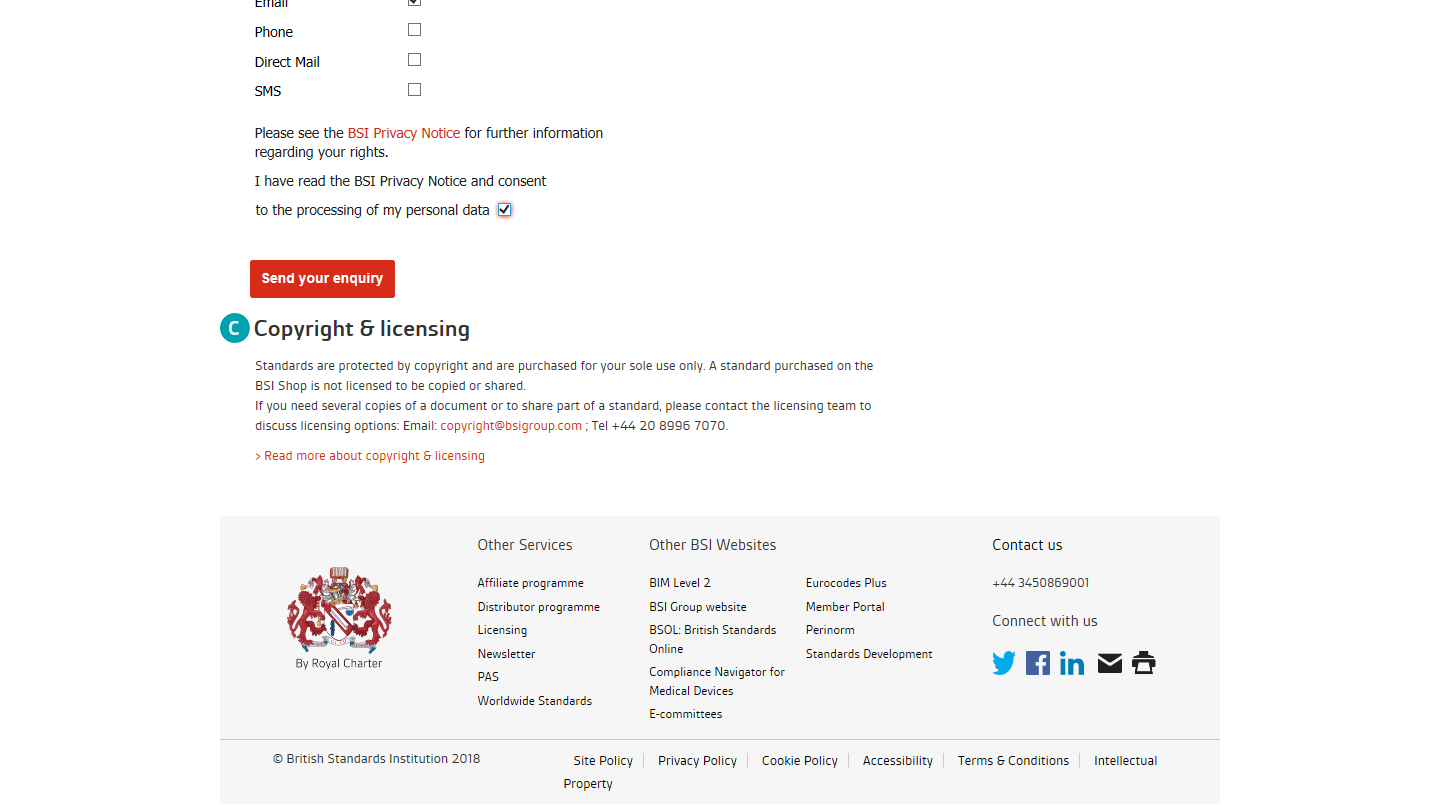 Email
Phone
Direct Mail
SMS
Please see the BSI Privacy Notice for further information
regarding your rights.
I have read the BSI Privacy Notice and consent
to the processing of my personal data
Send your enquiry
C Copyright & licensing
Standards are protected by copyright and are purchased for your sole use only. A standard purchased on the
BSI Shop is not licensed to be copied or shared.
If you need several copies of a document or to share part of a standard, please contact the licensing team to
discuss licensing options: Email: copyright@bsigroup.com ; Tel +44 20 8996 7070.
> Read more about copyright & licensing
By Royal Charter
Other Services
Affiliate programme
Distributor programme
Licensing
Newsletter
PAS
Worldwide Standards
Other BSI Websites
BIM Level 2
BSI Group website
BSOL: British Standards
Online
Compliance Navigator for
Medical Devices
E-committees
Eurocodes Plus
Member Portal
Perinorm
Standards Development
Contact us
+44 3450869001
Connect with us
© British Standards Institution 2018
Site Policy Privacy Policy Cookie Policy Accessibility Terms & Conditions Intellectual
Property